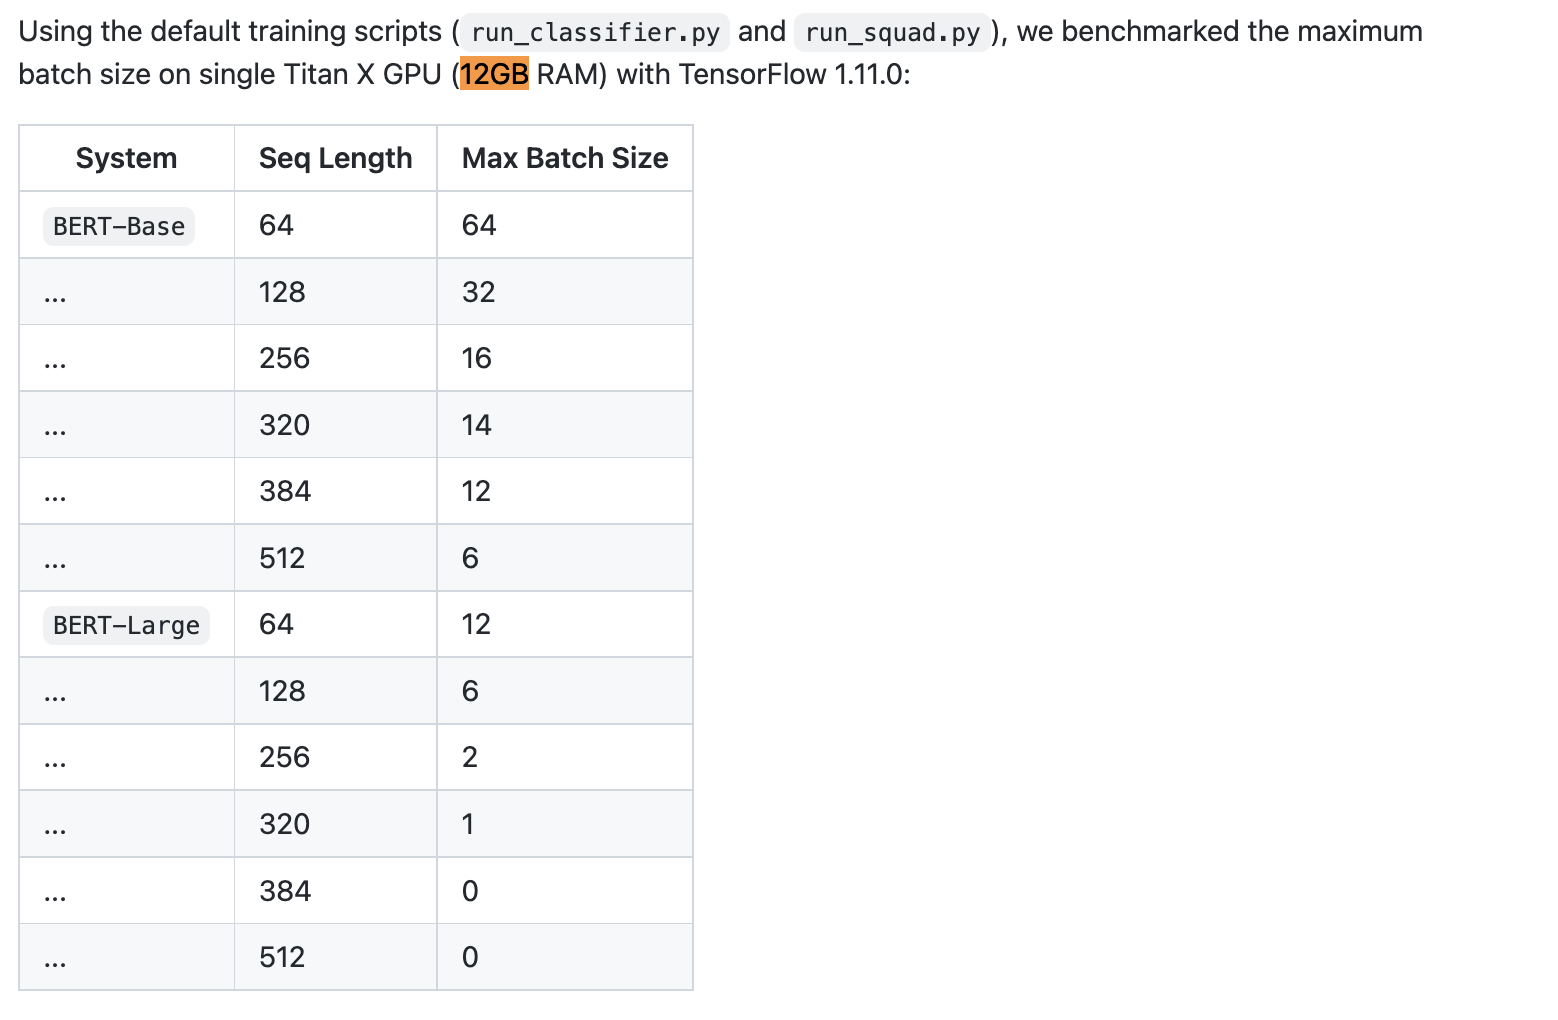 Using the default training scripts (run_classifier.py and run_squad.py), we benchmarked the maximum
batch size on single Titan X GPU (12GB RAM) with TensorFlow 1.11.0:
System Seq Length Max Batch Size
BERT-Base 64 64
... 128 32
... 256 16
... 320 14
... 384 12
... 512 6
BERT-Large 64 12
... 128 6
... 256 2
... 320 1
... 384 0
... 512 0